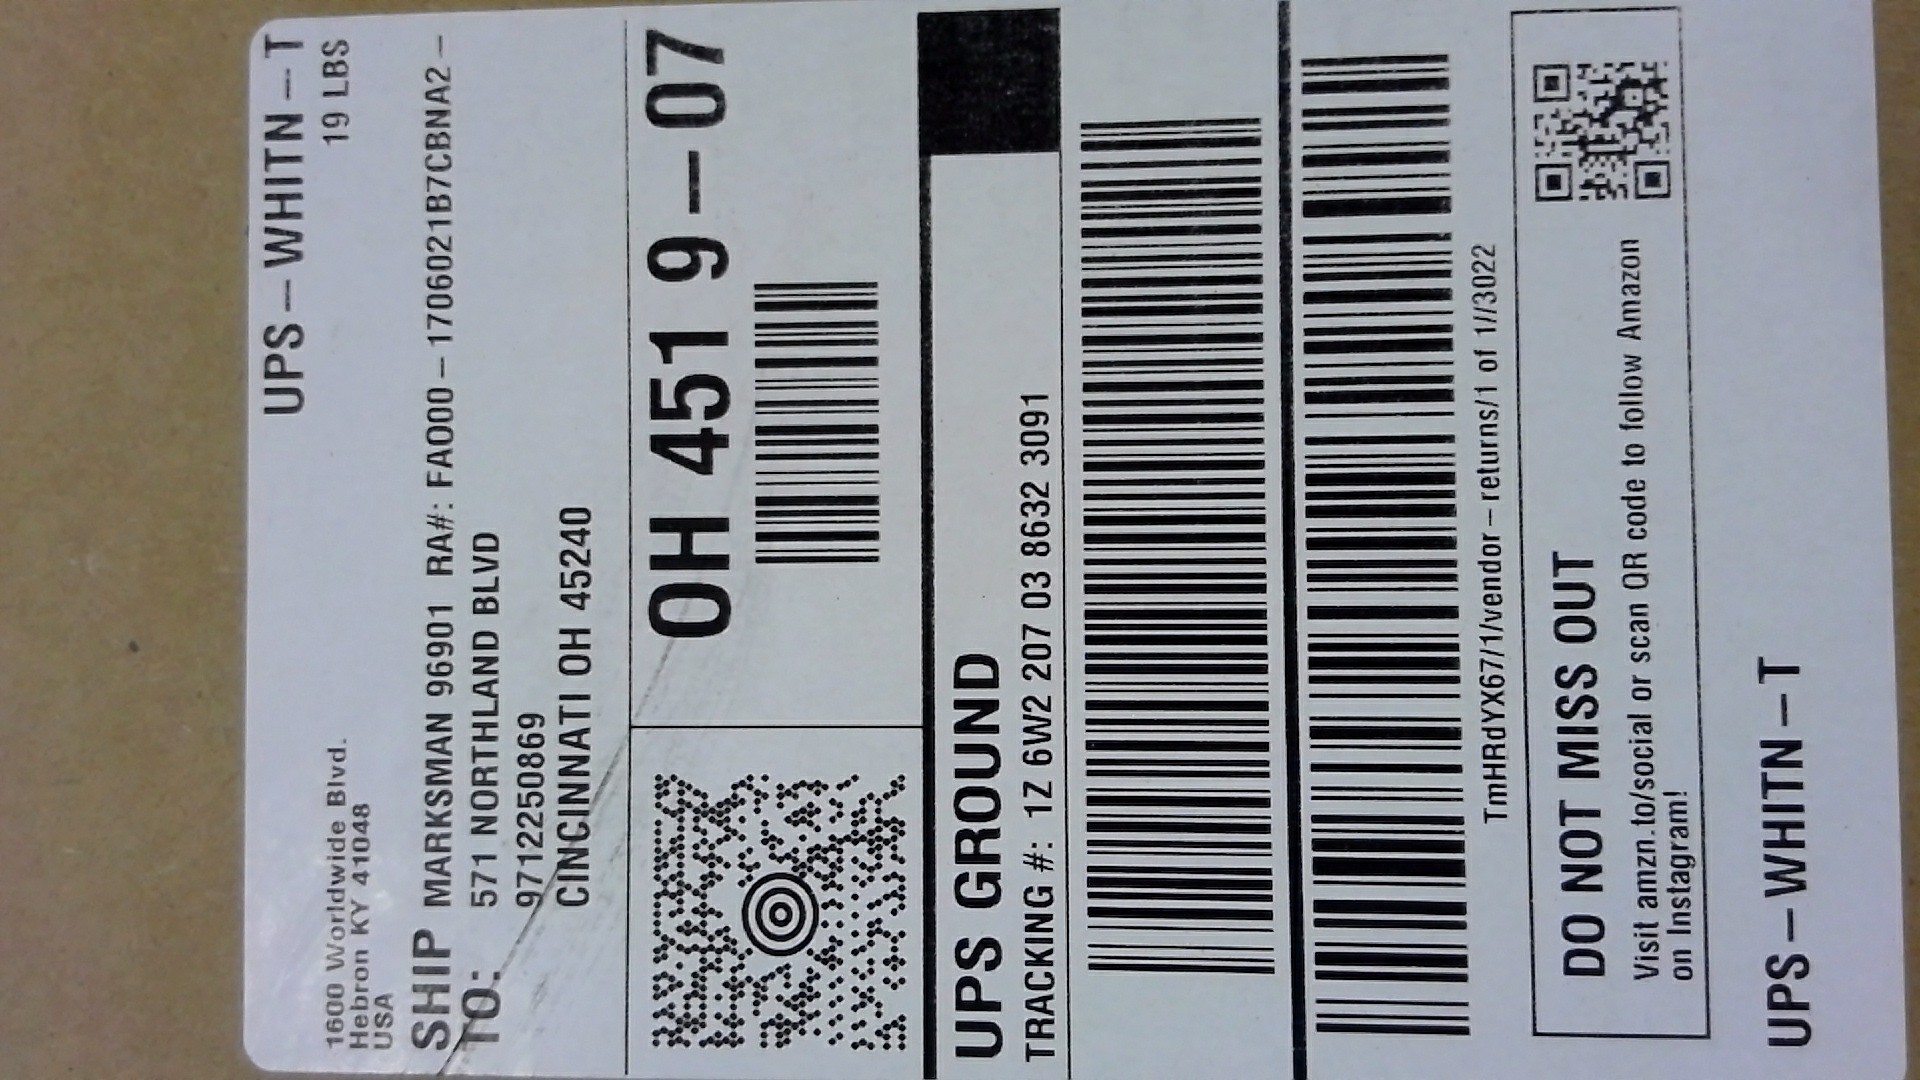 UPS-WHITN-T
19 LBS
1600 Worldwide Blvd.
Hebron KY 41048
USA
SHIP TO:
MARKSMAN 96901 RA#: FA000-1706021B7CBNA2-
571 NORTHLAND BLVD
9712250869
CINCINNATI OH 45240
OH 451 9-07
UPS GROUND
TRACKING #: 1Z 6W2 207 03 8632 3091
TmHRdYX67/1/vendor-returns/1 of 1//3022
DO NOT MISS OUT
Visit amzn.to/social or scan QR code to follow Amazon
on Instagram!
UPS-WHITN-T